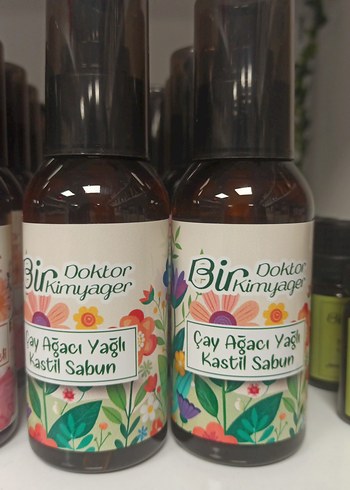 Bir Doktor
Kimyager
Çay Ağacı Yağlı
Kastil Sabun
Bir Doktor
Kimyager
Çay Ağacı Yağlı
Kastil Sabun